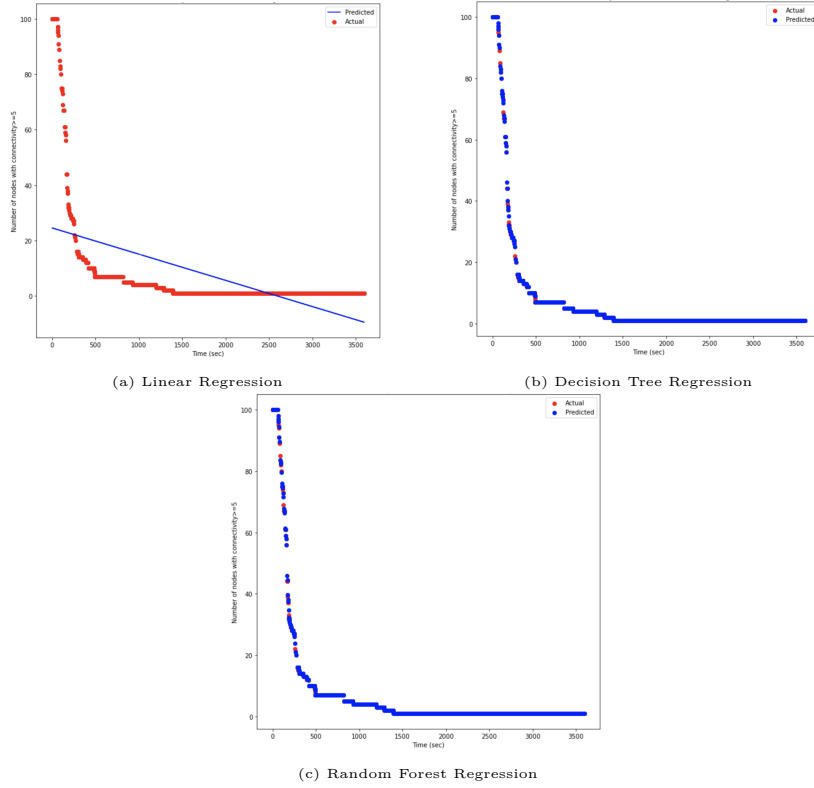 Predicted
Actual
100
80
60
40
20
0
Number of nodes with connectivity>=5
0 500 1000 1500 2000 2500 3000 3500
Time (sec)
(a) Linear Regression
Actual
Predicted
100
80
60
40
20
0
Number of nodes with connectivity>=5
0 500 1000 1500 2000 2500 3000 3500
Time (sec)
(b) Decision Tree Regression
Actual
Predicted
100
80
60
40
20
0
Number of nodes with connectivity>=5
0 500 1000 1500 2000 2500 3000 3500
Time (sec)
(c) Random Forest Regression